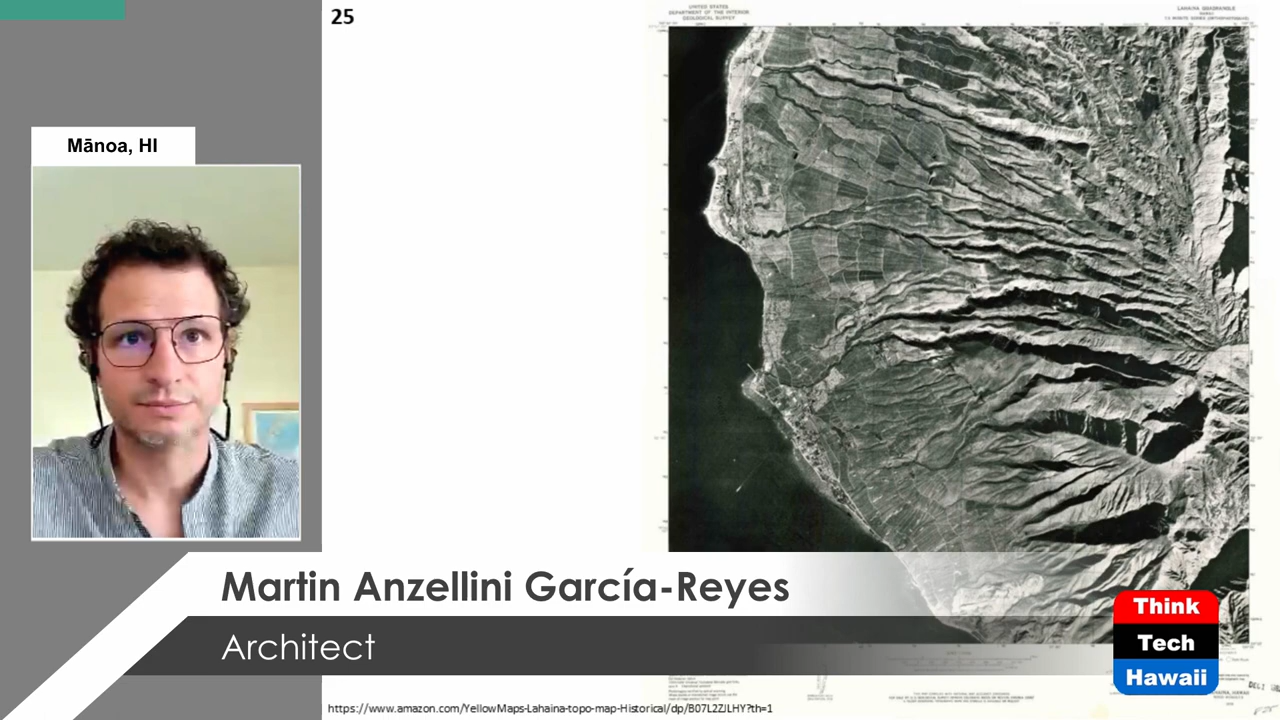 25
UNITED STATES
DEPARTMENT OF THE INTERIOR
GEOLOGICAL SURVEY
LAHAINA QUADRANGLE
Mānoa, HI
Martin Anzellini García-Reyes
Architect
Think
Tech
Hawaii
https://www.amazon.com/YellowMaps-Lahaina-topo-map-Historical/dp/B07L2ZJLHY?th=1